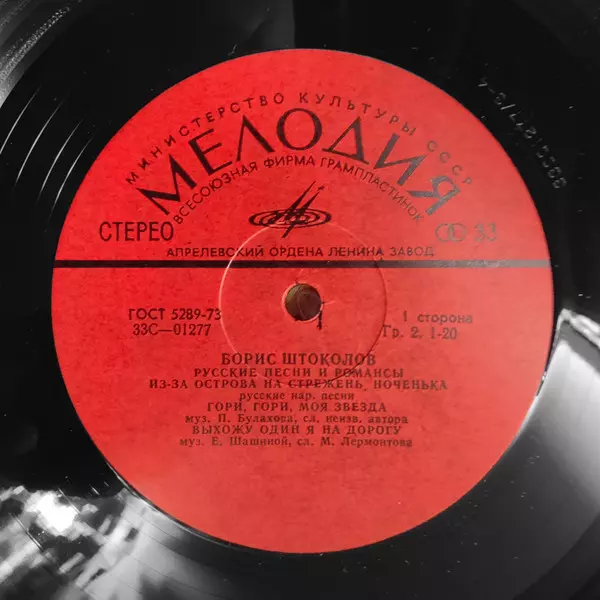 МИНИСТЕРСТВО КУЛЬТУРЫ СССР
МЕЛОДИЯ
ВСЕСОЮЗНАЯ ФИРМА ГРАМПЛАСТИНОК
СТЕРЕО
33
АПРЕЛЕВСКИЙ ОРДЕНА ЛЕНИНА ЗАВОД
ГОСТ 5289-73
33С—01277
1 сторона
Гр. 2, 1-20
БОРИС ШТОКОЛОВ
РУССКИЕ ПЕСНИ И РОМАНСЫ
ИЗ-ЗА ОСТРОВА НА СТРЕЖЕНЬ, НОЧЕНЬКА
русские нар. песни
ГОРИ, ГОРИ, МОЯ ЗВЕЗДА
муз. П. Булахова, сл. неизв. автора
ВЫХОЖУ ОДИН Я НА ДОРОГУ
муз. Е. Шашиной, сл. М. Лермонтова